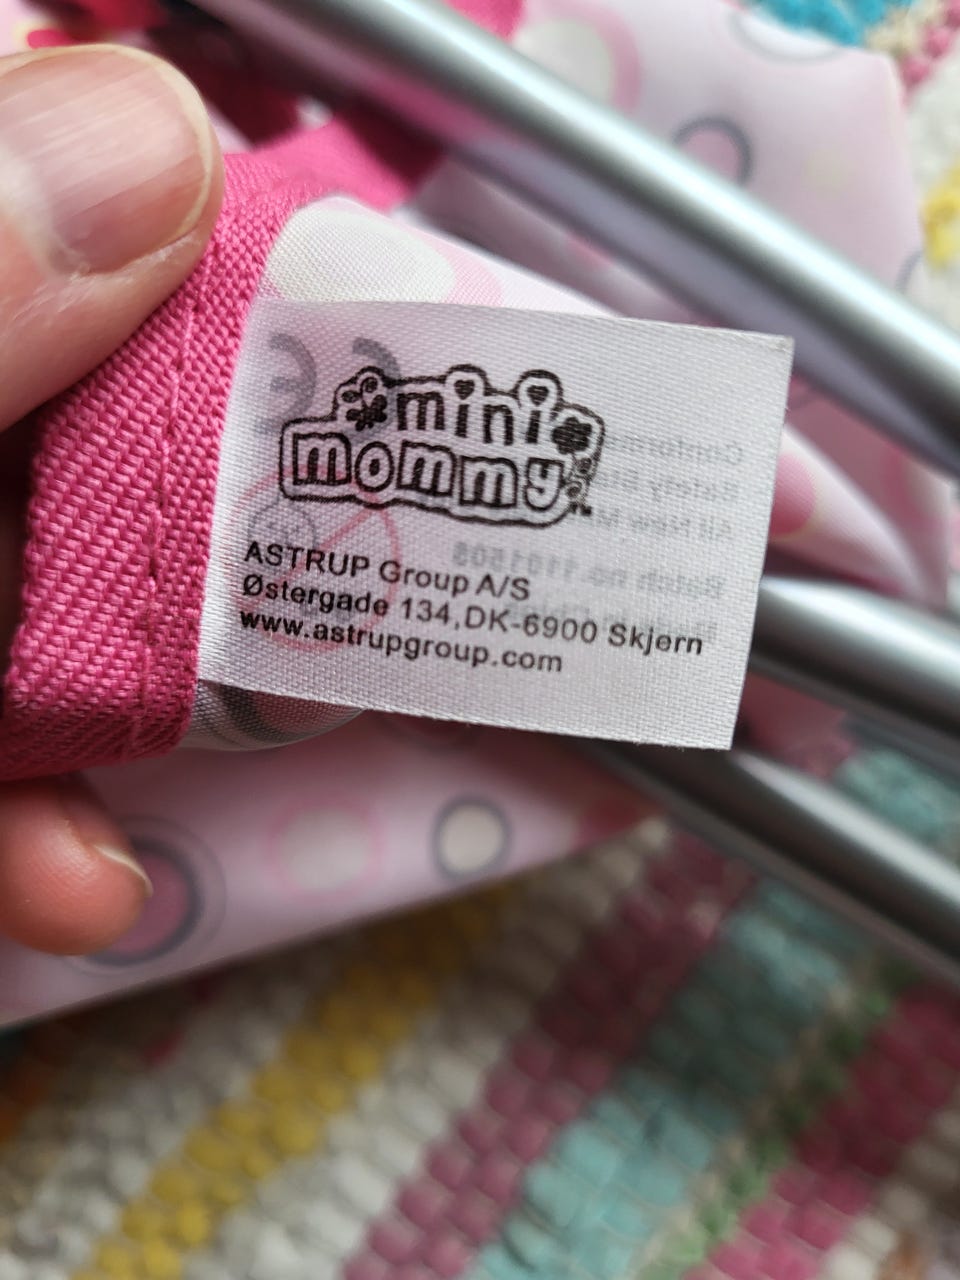 mini
mommy
ASTRUP Group A/S
Østergade 134,DK-6900 Skjern
www.astrupgroup.com